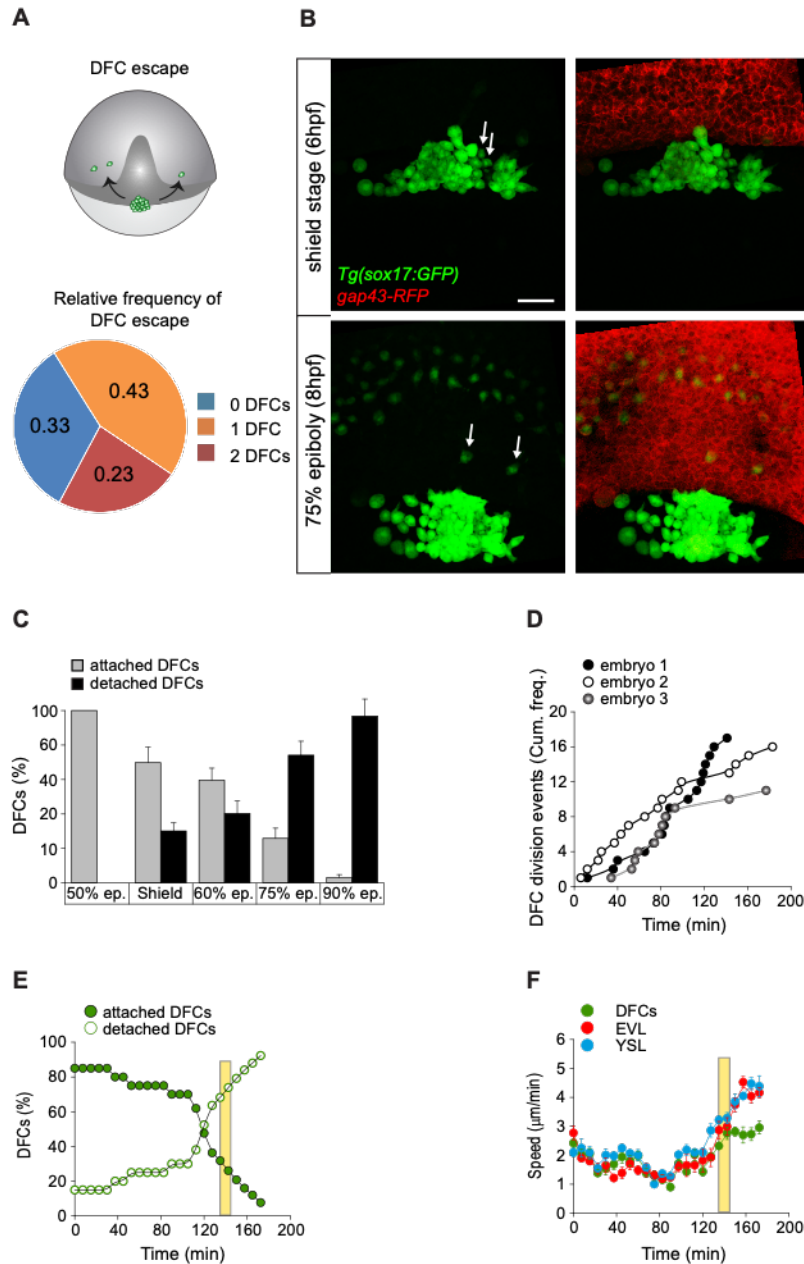 A
DFC escape
Relative frequency of
DFC escape
0.43
0.33
0.23
0 DFCs
1 DFC
2 DFCs
B
shield stage (6hpf)
Tg(sox17:GFP)
gap43-RFP
75% epiboly (8hpf)
C
attached DFCs
detached DFCs
DFCs (%)
100
40
60
20
10
0
50% ep.
Shield
60% ep.
75% ep.
90% ep.
D
embryo 1
embryo 2
embryo 3
DFC division events (Cum. freq.)
20
16
12
8
4
0
0
40
80
120
160
200
Time (min)
E
attached DFCs
detached DFCs
DFCs (%)
100
80
60
40
20
0
0
40
80
120
160
200
Time (min)
F
DFCs
EVL
YSL
Speed (μm/min)
6
5
4
3
2
1
0
0
40
80
120
160
200
Time (min)